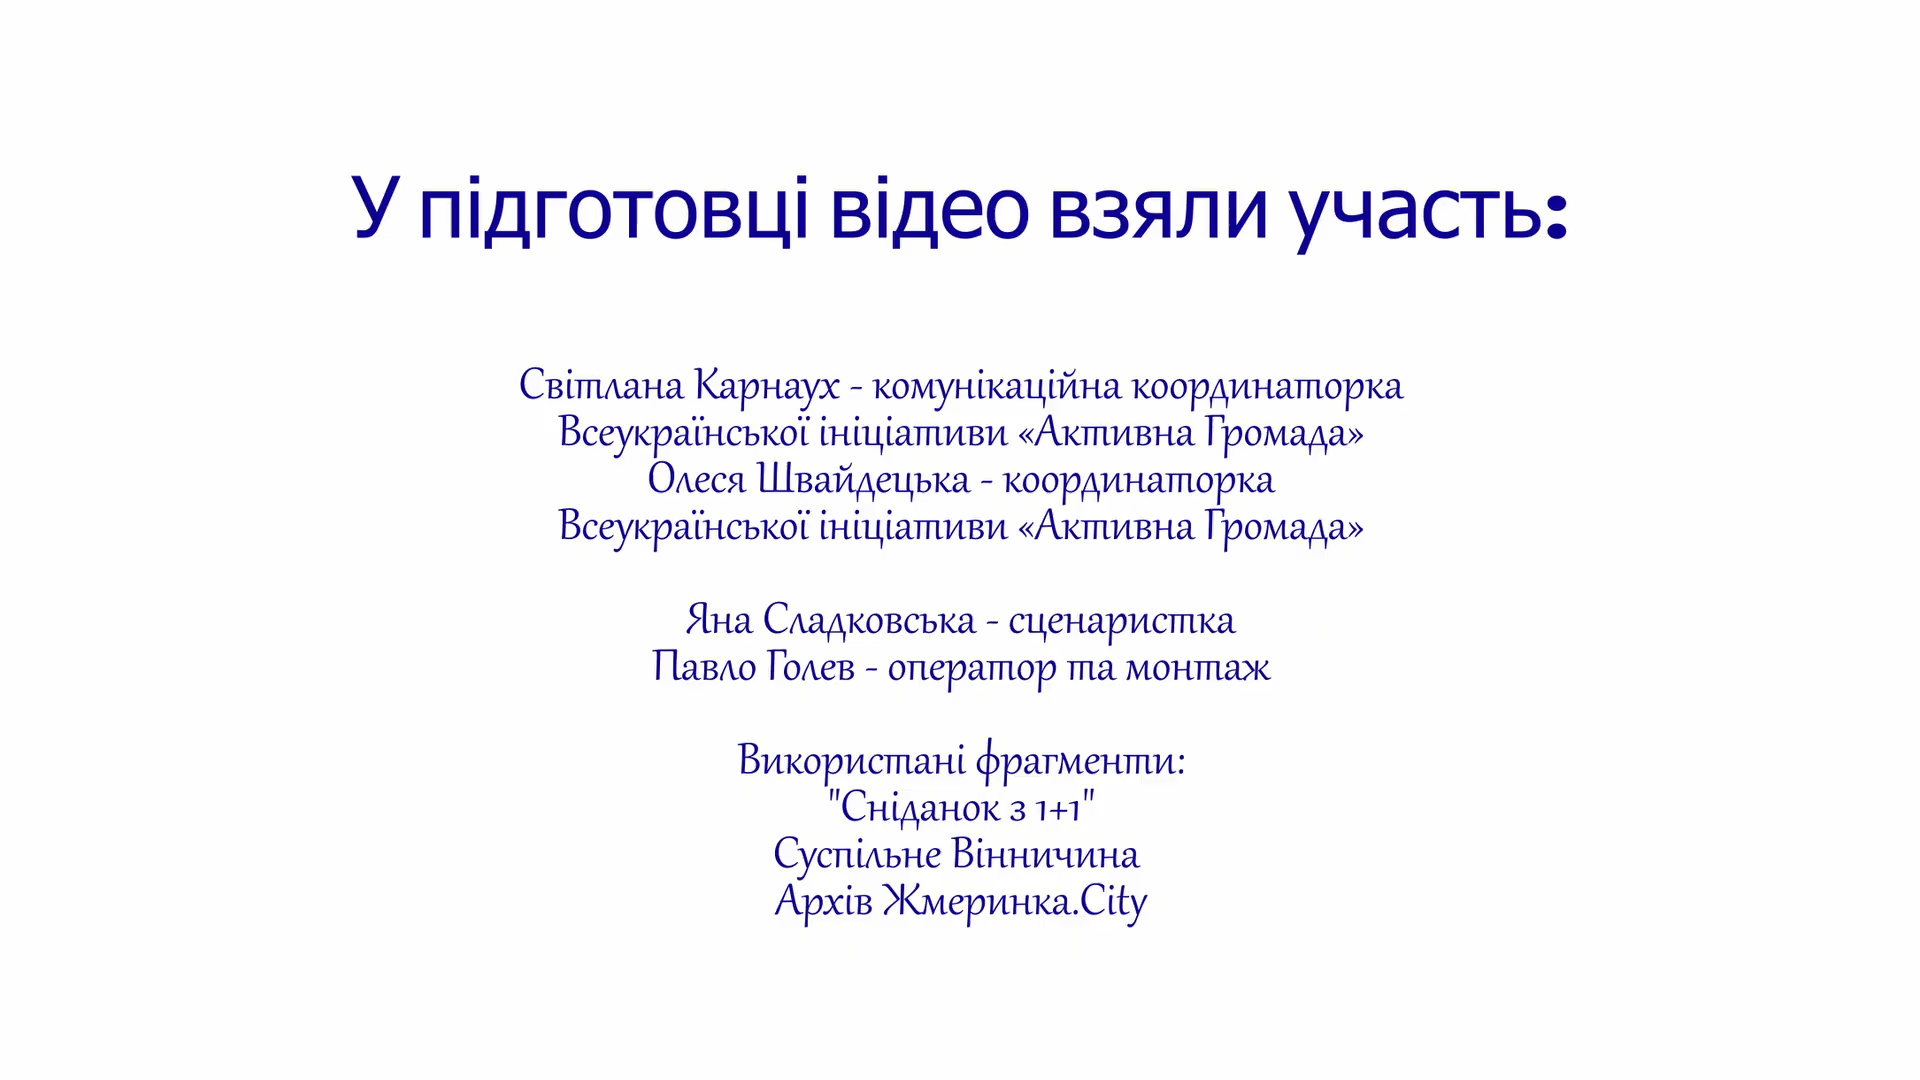 У підготовці відео взяли участь:
Світлана Карнаух - комунікаційна координаторка
Всеукраїнської ініціативи «Активна Громада»
Олеся Швайдецька - координаторка
Всеукраїнської ініціативи «Активна Громада»
Яна Сладковська - сценаристка
Павло Голев - оператор та монтаж
Використані фрагменти:
"Сніданок з 1+1"
Суспільне Вінничина
Архів Жмеринка.City